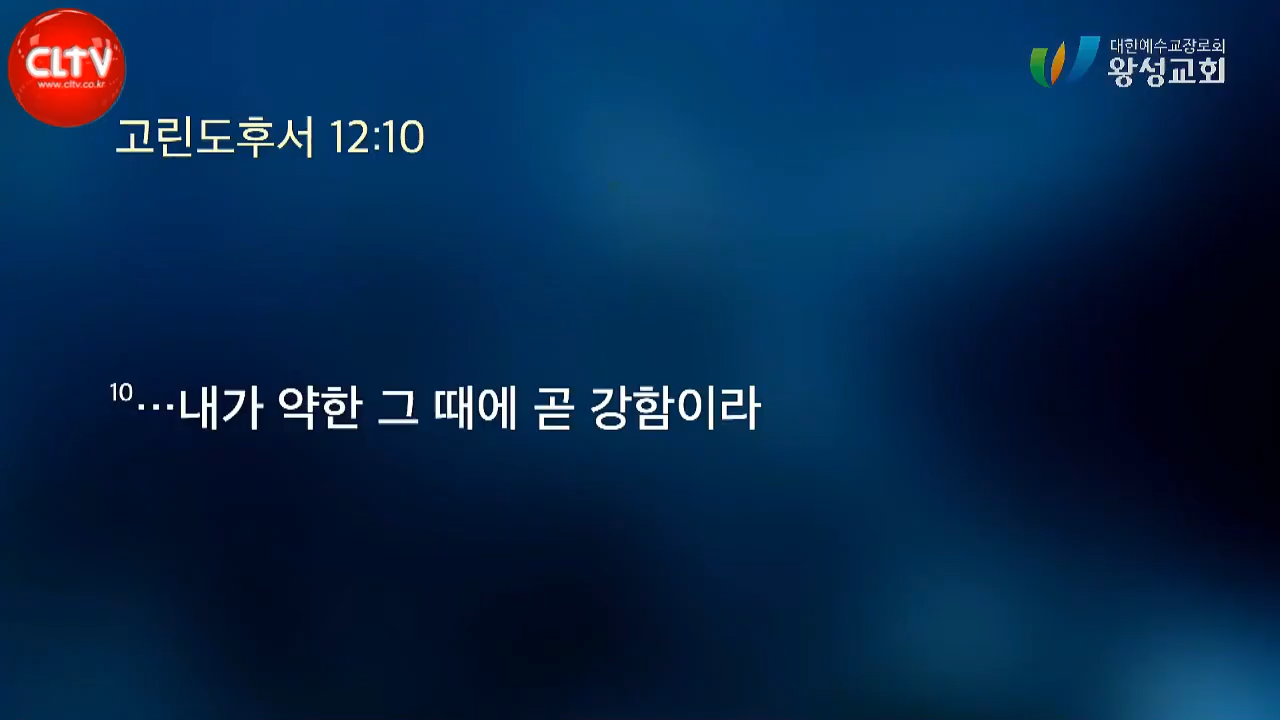 CLTV
www.cltv.co.kr
대한예수교장로회
왕성교회
고린도후서 12:10
10…내가 약한 그 때에 곧 강함이라